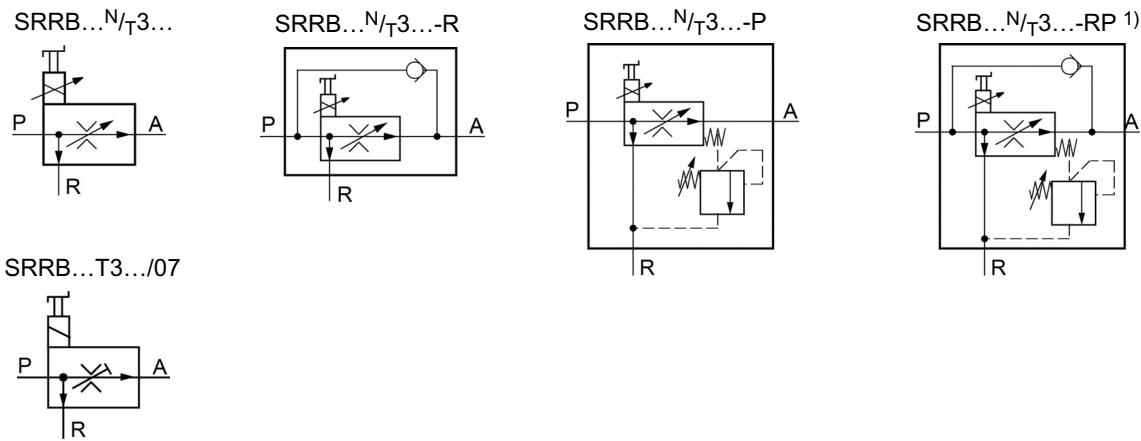 SRRB…N/T3…
SRRB…N/T3…-R
SRRB…N/T3…-P
SRRB…N/T3…-RP 1)
P
A
R
P
A
R
P
A
R
P
A
R
SRRB…T3…/07
P
A
R